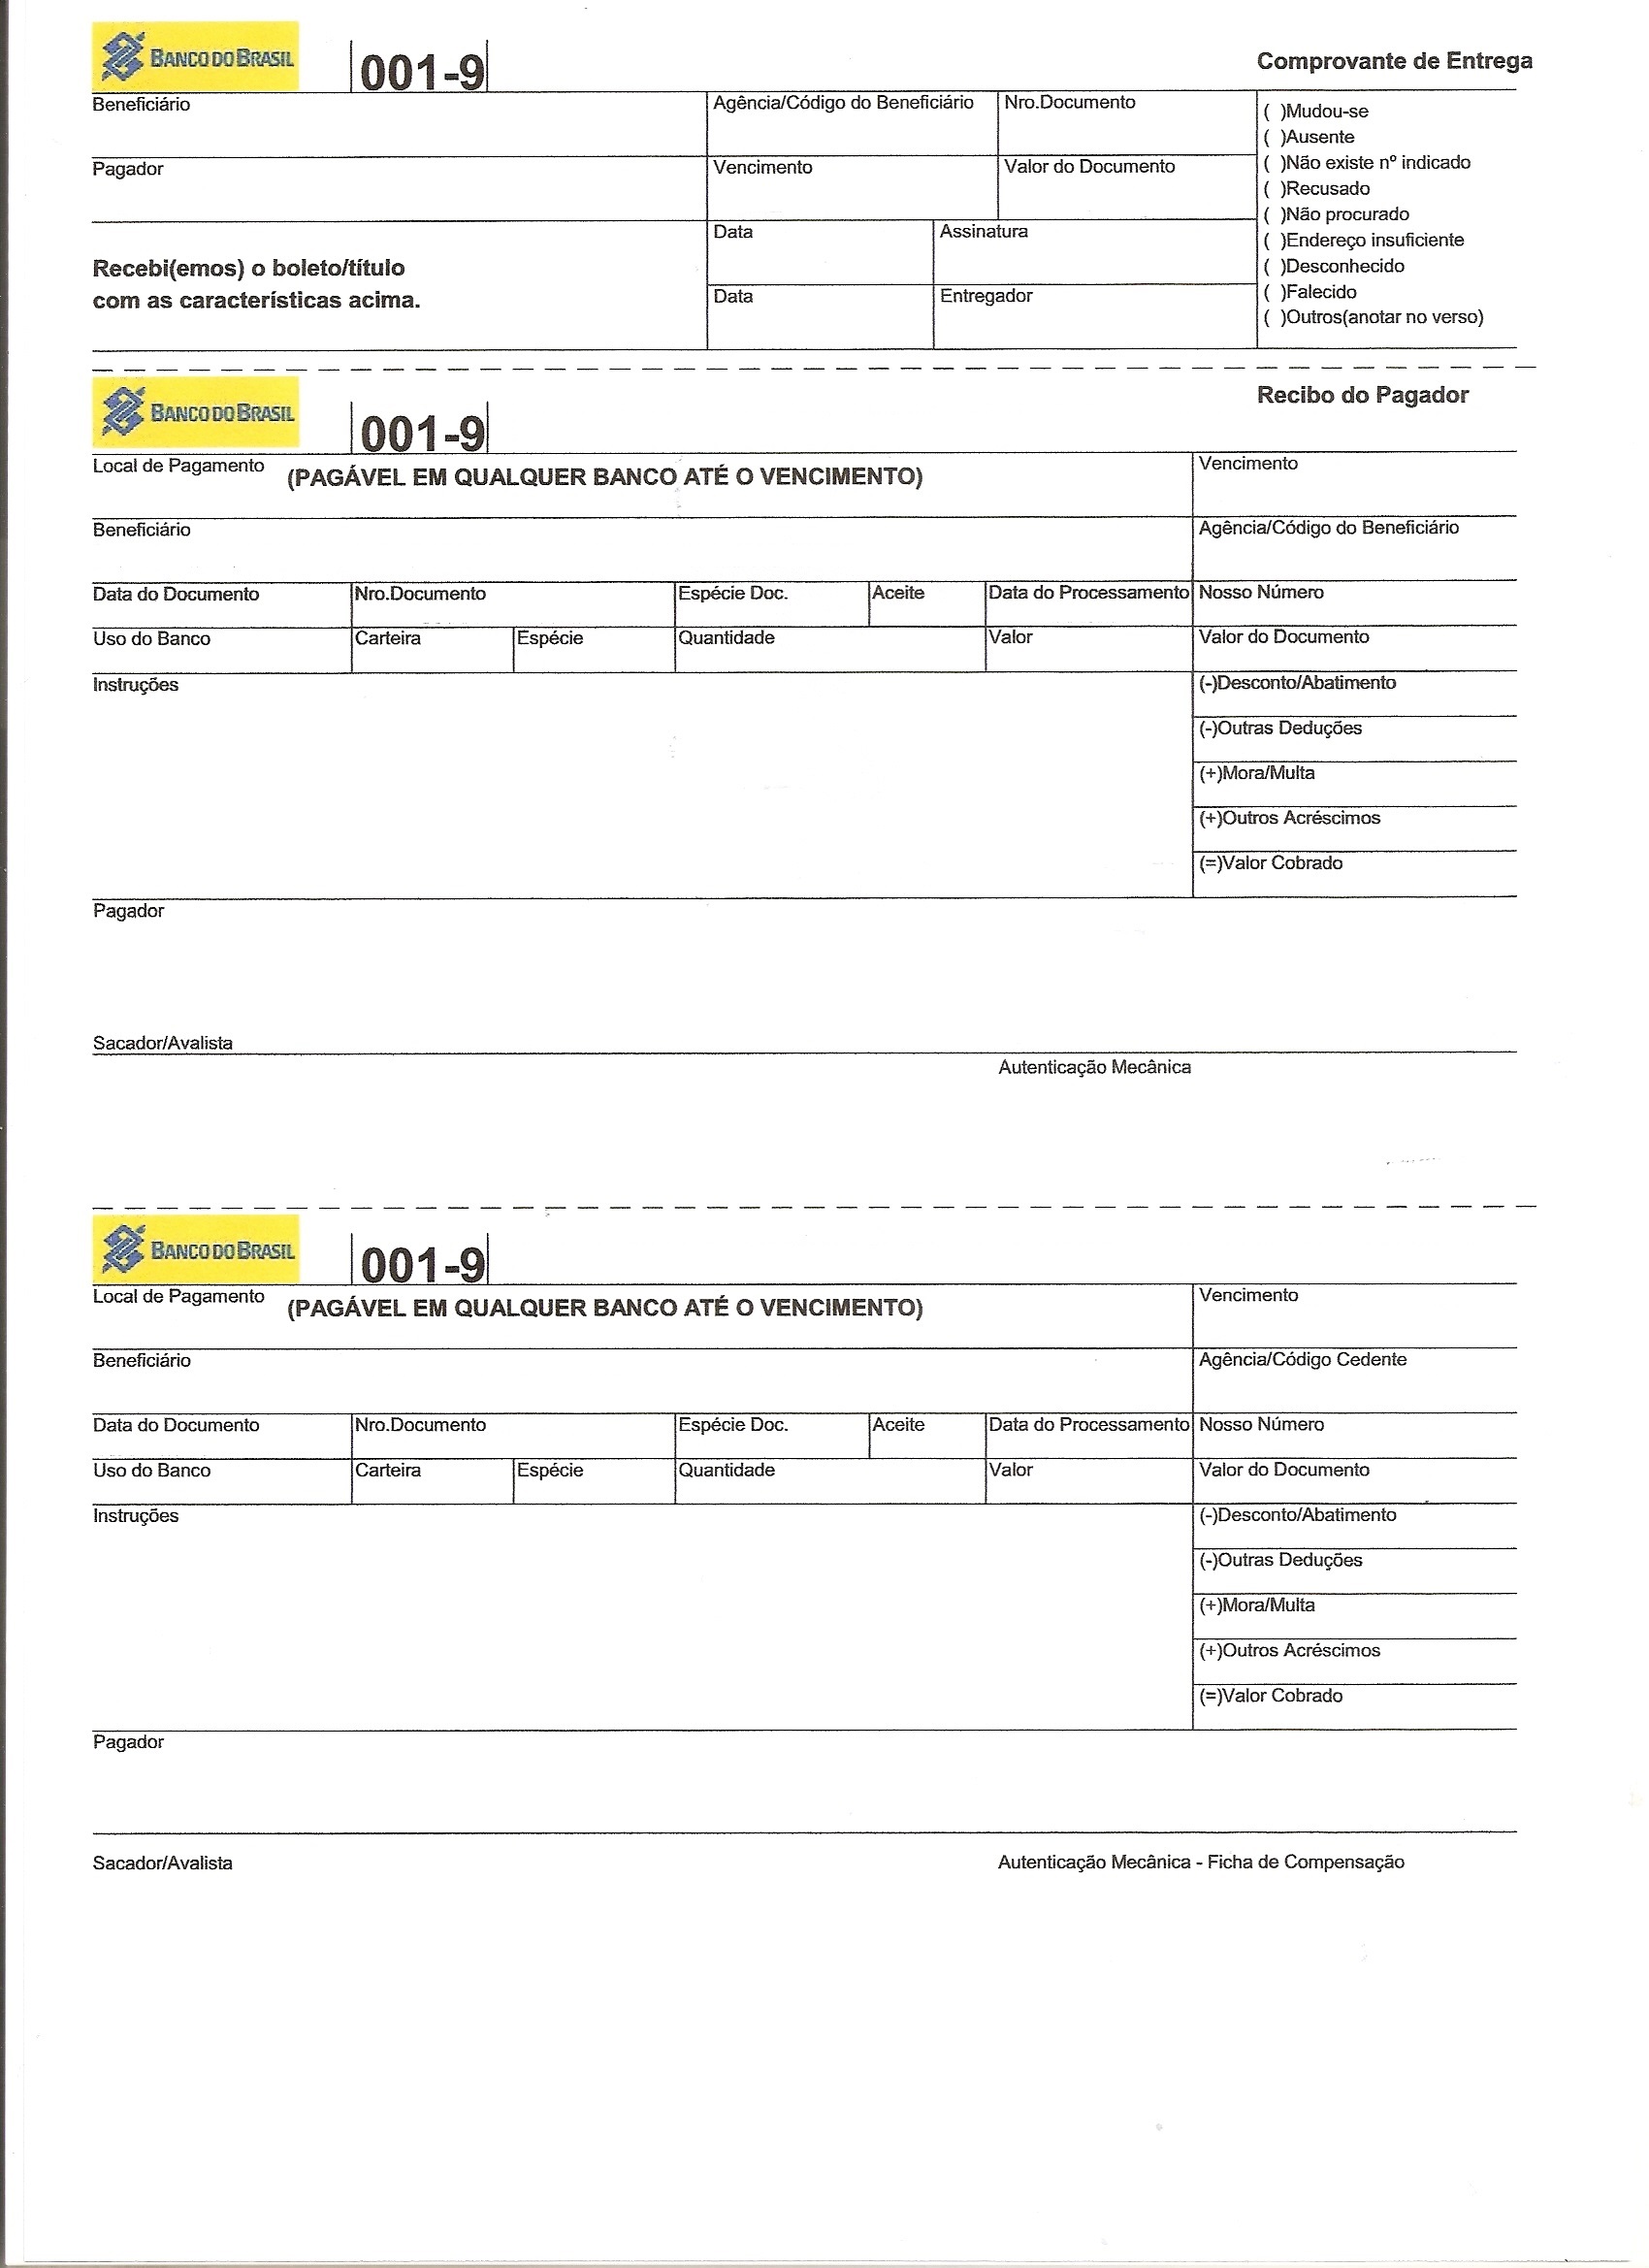 BANCO DO BRASIL 001-9 Comprovante de Entrega
Beneficiário Agência/Código do Beneficiário Nro.Documento ( )Mudou-se
( )Ausente
Pagador Vencimento Valor do Documento ( )Não existe nº indicado
( )Recusado
( )Não procurado
Data Assinatura ( )Endereço insuficiente
Recebi(emos) o boleto/título ( )Desconhecido
com as características acima. Data Entregador ( )Falecido
( )Outros(anotar no verso)
BANCO DO BRASIL 001-9 Recibo do Pagador
Local de Pagamento (PAGÁVEL EM QUALQUER BANCO ATÉ O VENCIMENTO) Vencimento
Beneficiário Agência/Código do Beneficiário
Data do Documento Nro.Documento Espécie Doc. Aceite Data do Processamento Nosso Número
Uso do Banco Carteira Espécie Quantidade Valor Valor do Documento
Instruções (-)Desconto/Abatimento
(-)Outras Deduções
(+)Mora/Multa
(+)Outros Acréscimos
(=)Valor Cobrado
Pagador
Sacador/Avalista
Autenticação Mecânica
BANCO DO BRASIL 001-9
Local de Pagamento (PAGÁVEL EM QUALQUER BANCO ATÉ O VENCIMENTO) Vencimento
Beneficiário Agência/Código Cedente
Data do Documento Nro.Documento Espécie Doc. Aceite Data do Processamento Nosso Número
Uso do Banco Carteira Espécie Quantidade Valor Valor do Documento
Instruções (-)Desconto/Abatimento
(-)Outras Deduções
(+)Mora/Multa
(+)Outros Acréscimos
(=)Valor Cobrado
Pagador
Sacador/Avalista Autenticação Mecânica - Ficha de Compensação